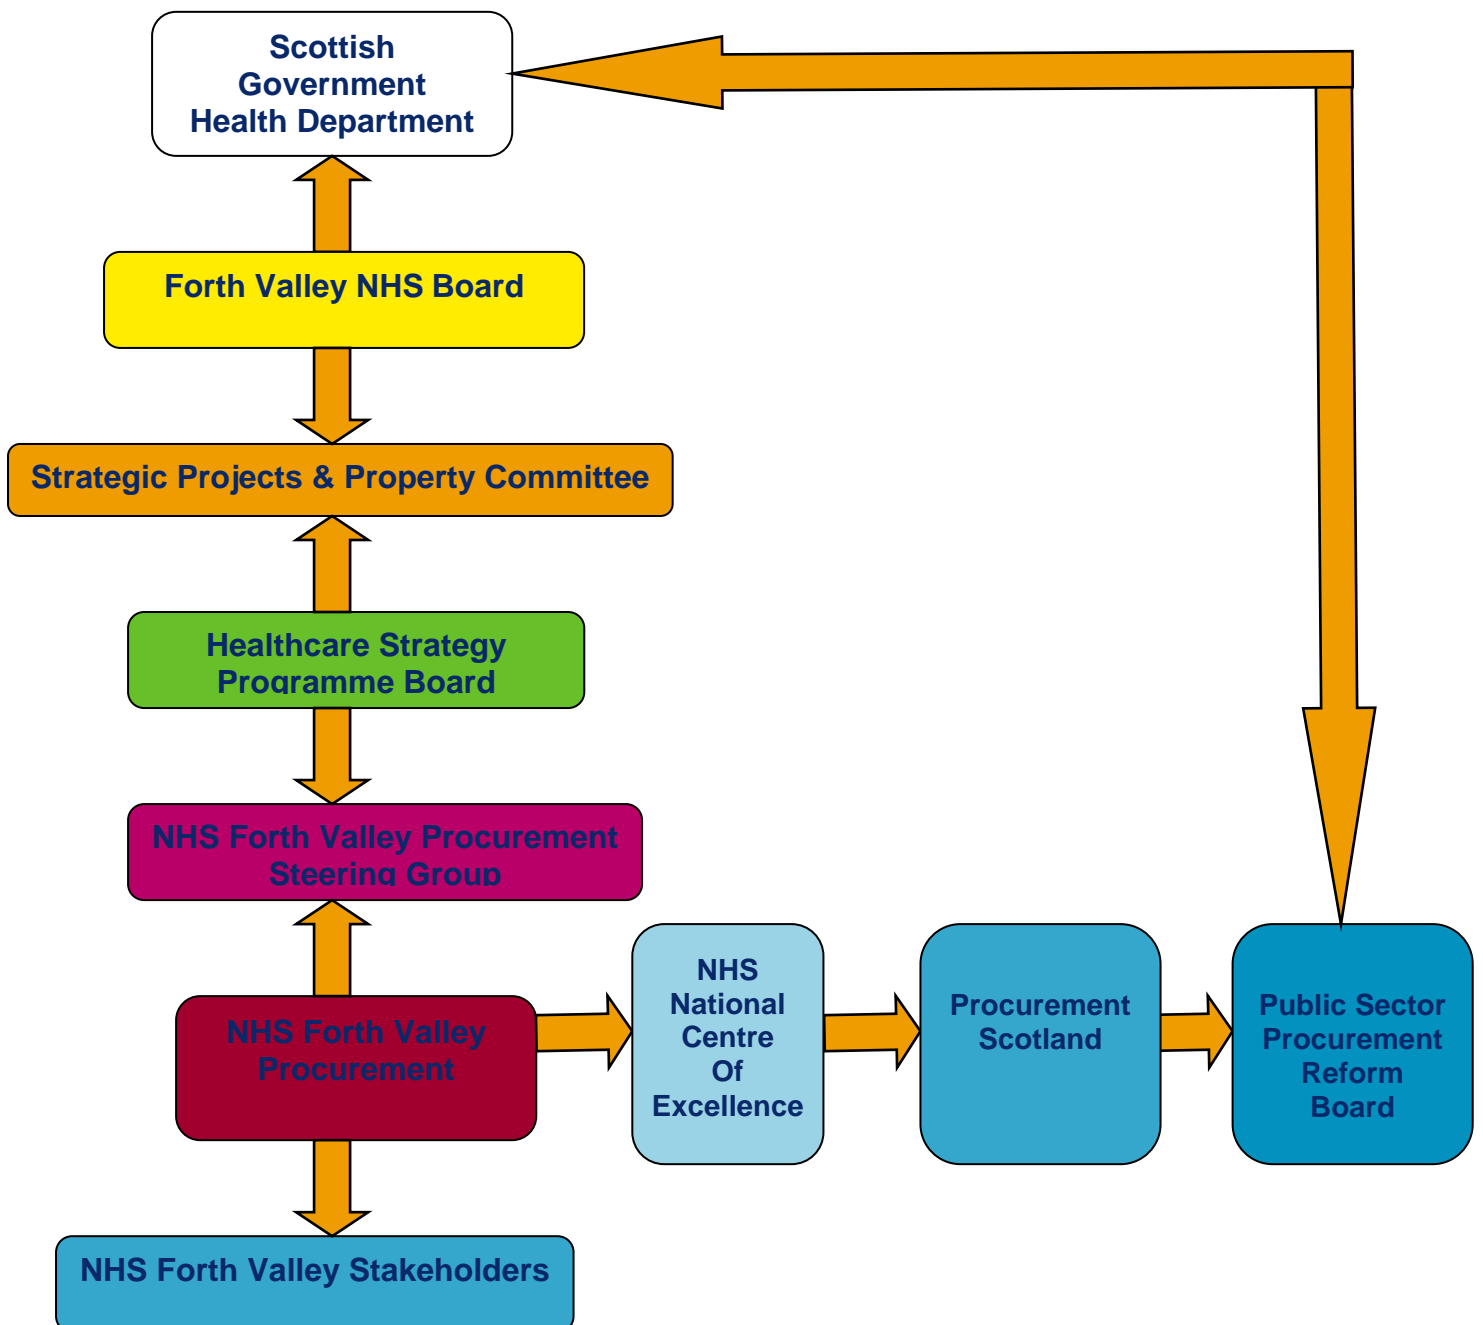 Scottish
Government
Health Department
Forth Valley NHS Board
Strategic Projects & Property Committee
Healthcare Strategy
Programme Board
NHS Forth Valley Procurement
Steering Group
NHS Forth Valley
Procurement
NHS
National
Centre
Of
Excellence
Procurement
Scotland
Public Sector
Procurement
Reform
Board
NHS Forth Valley Stakeholders